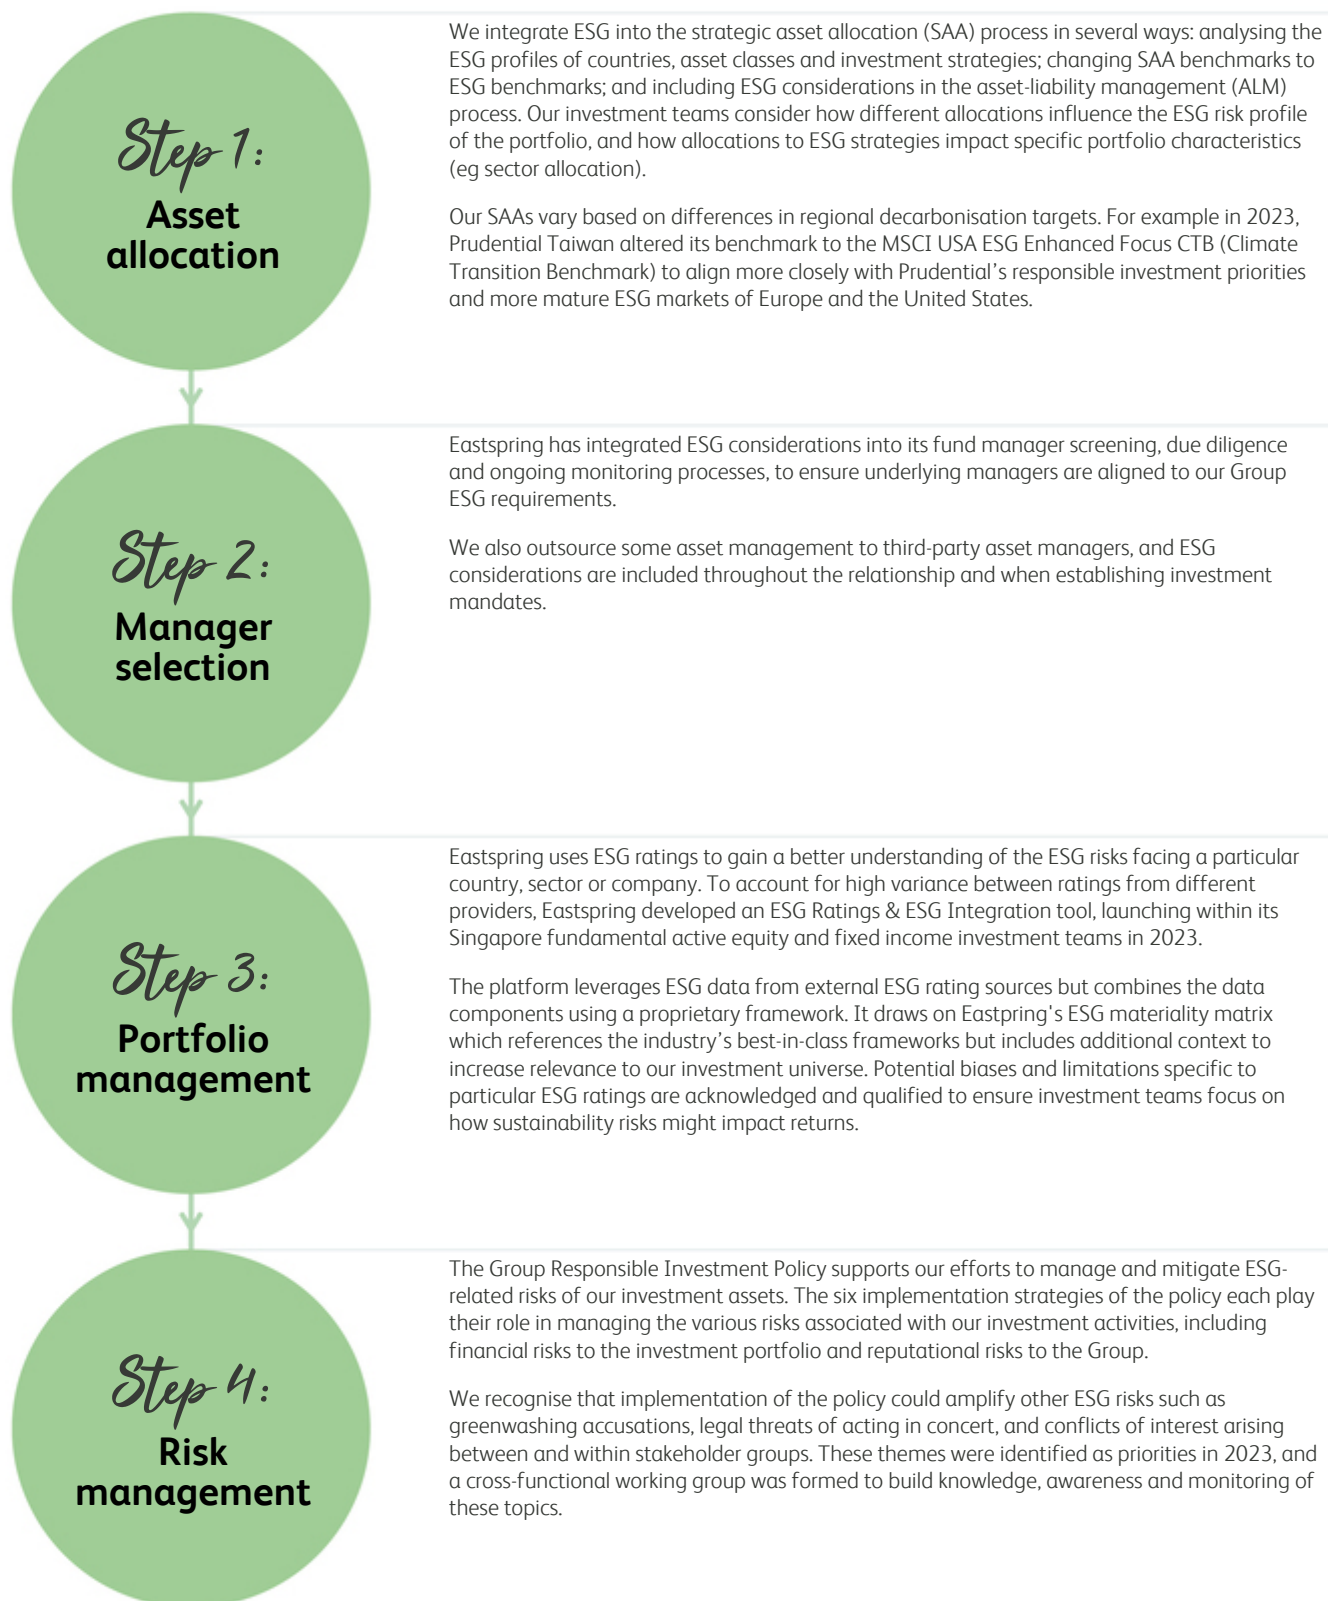 Step 1:
Asset
allocation
We integrate ESG into the strategic asset allocation (SAA) process in several ways: analysing the
ESG profiles of countries, asset classes and investment strategies; changing SAA benchmarks to
ESG benchmarks; and including ESG considerations in the asset-liability management (ALM)
process. Our investment teams consider how different allocations influence the ESG risk profile
of the portfolio, and how allocations to ESG strategies impact specific portfolio characteristics
(eg sector allocation).
Our SAAs vary based on differences in regional decarbonisation targets. For example in 2023,
Prudential Taiwan altered its benchmark to the MSCI USA ESG Enhanced Focus CTB (Climate
Transition Benchmark) to align more closely with Prudential’s responsible investment priorities
and more mature ESG markets of Europe and the United States.
Step 2:
Manager
selection
Eastspring has integrated ESG considerations into its fund manager screening, due diligence
and ongoing monitoring processes, to ensure underlying managers are aligned to our Group
ESG requirements.
We also outsource some asset management to third-party asset managers, and ESG
considerations are included throughout the relationship and when establishing investment
mandates.
Step 3:
Portfolio
management
Eastspring uses ESG ratings to gain a better understanding of the ESG risks facing a particular
country, sector or company. To account for high variance between ratings from different
providers, Eastspring developed an ESG Ratings & ESG Integration tool, launching within its
Singapore fundamental active equity and fixed income investment teams in 2023.
The platform leverages ESG data from external ESG rating sources but combines the data
components using a proprietary framework. It draws on Eastpring's ESG materiality matrix
which references the industry’s best-in-class frameworks but includes additional context to
increase relevance to our investment universe. Potential biases and limitations specific to
particular ESG ratings are acknowledged and qualified to ensure investment teams focus on
how sustainability risks might impact returns.
Step 4:
Risk
management
The Group Responsible Investment Policy supports our efforts to manage and mitigate ESG-
related risks of our investment assets. The six implementation strategies of the policy each play
their role in managing the various risks associated with our investment activities, including
financial risks to the investment portfolio and reputational risks to the Group.
We recognise that implementation of the policy could amplify other ESG risks such as
greenwashing accusations, legal threats of acting in concert, and conflicts of interest arising
between and within stakeholder groups. These themes were identified as priorities in 2023, and
a cross-functional working group was formed to build knowledge, awareness and monitoring of
these topics.